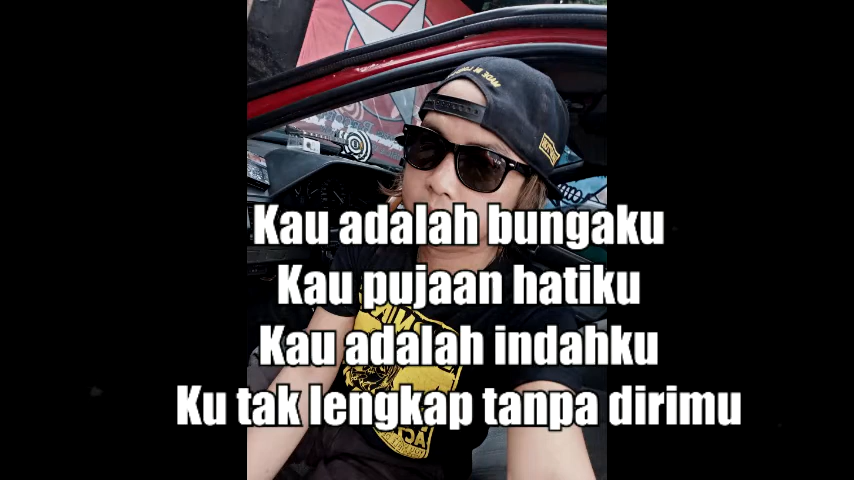 Kau adalah bungaku
Kau pujaan hatiku
Kau adalah indahku
Ku tak lengkap tanpa dirimu